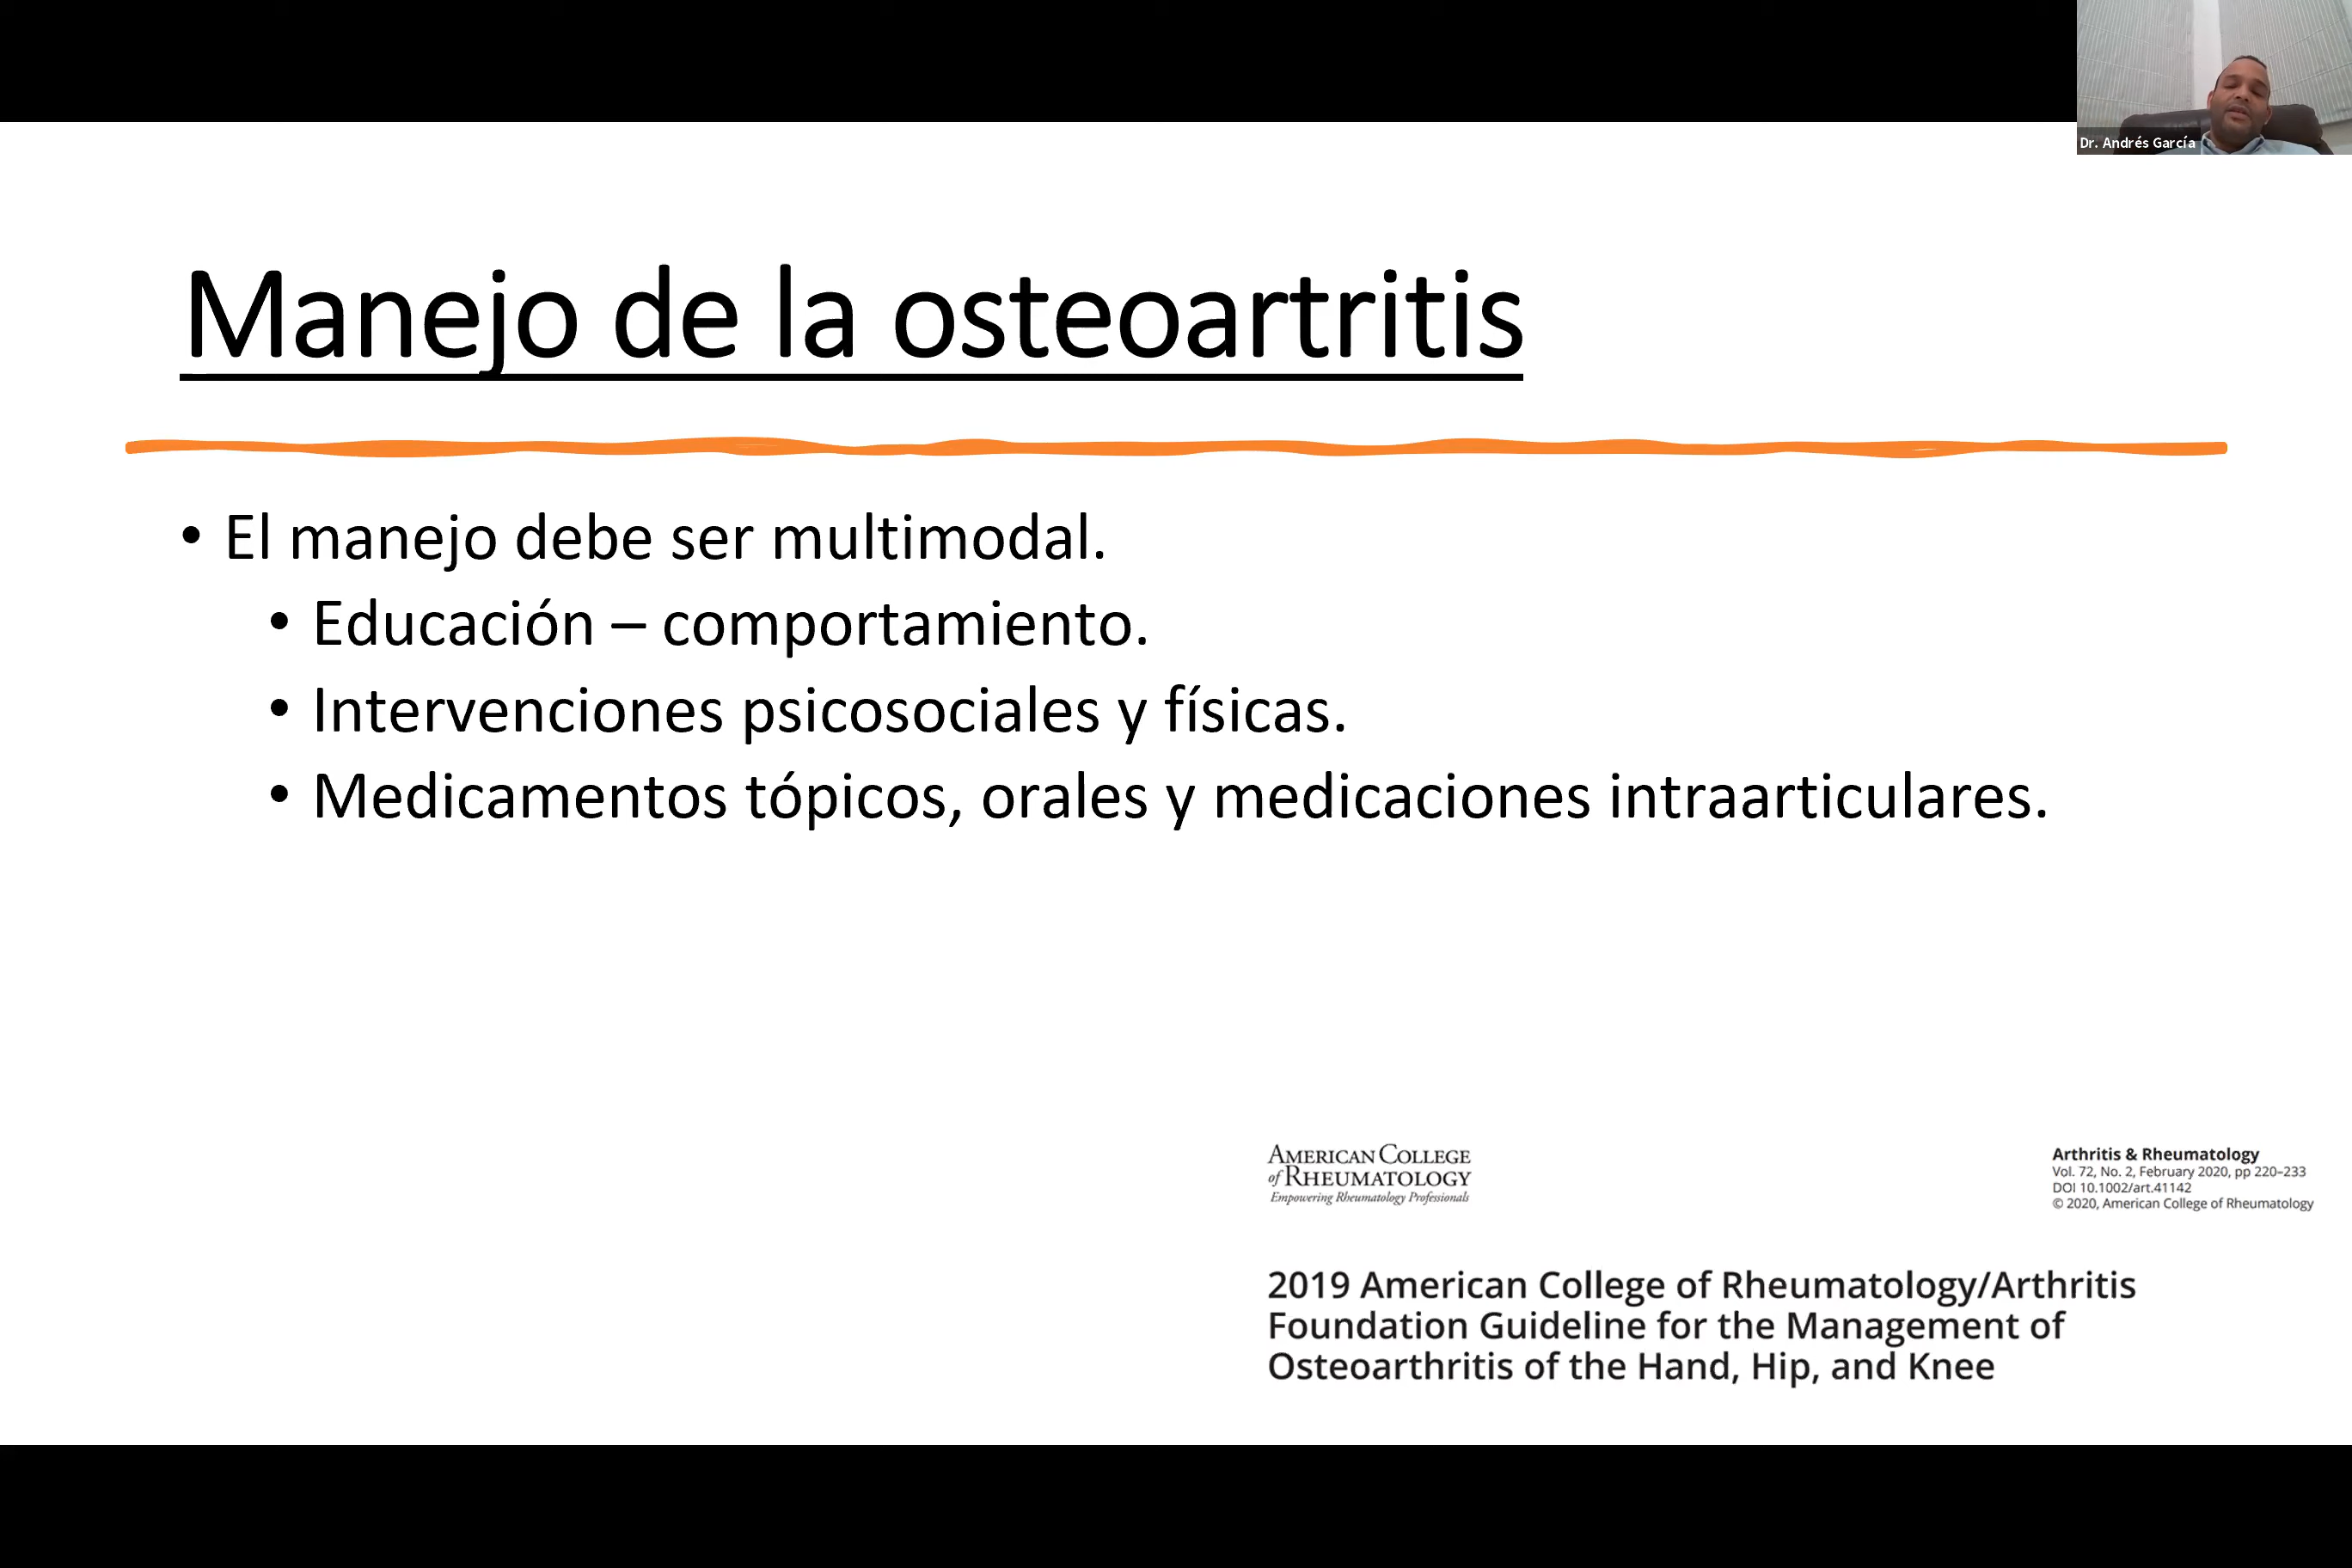 Dr. Andrés García
Manejo de la osteoartritis
• El manejo debe ser multimodal.
• Educación – comportamiento.
• Intervenciones psicosociales y físicas.
• Medicamentos tópicos, orales y medicaciones intraarticulares.
AMERICAN COLLEGE
of RHEUMATOLOGY
Empowering Rheumatology Professionals
Arthritis & Rheumatology
Vol. 72, No. 2, February 2020, pp 220–233
DOI 10.1002/art.41142
© 2020, American College of Rheumatology
2019 American College of Rheumatology/Arthritis
Foundation Guideline for the Management of
Osteoarthritis of the Hand, Hip, and Knee